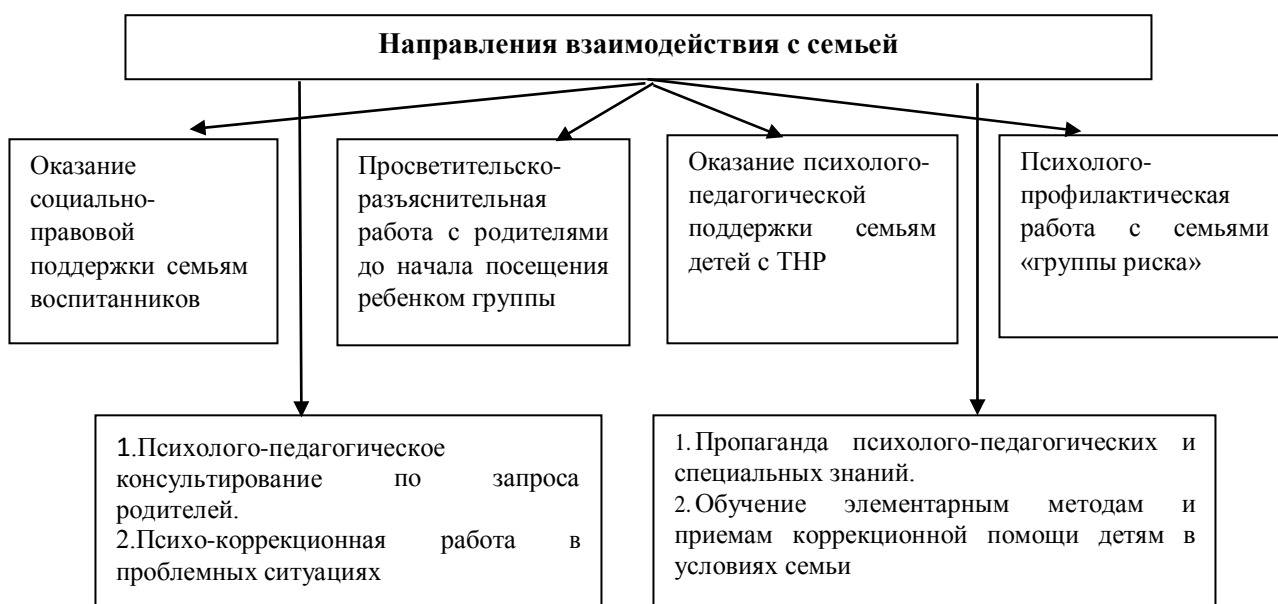 Направления взаимодействия с семьей
Оказание
социально-
правовой
поддержки семьям
воспитанников
Просветительско-
разъяснительная
работа с родителями
до начала посещения
ребенком группы
Оказание психолого-
педагогической
поддержки семьям
детей с ТНР
Психолого-
профилактическая
работа с семьями
«группы риска»
1.Психолого-педагогическое
консультирование по запроса
родителей.
2.Психо-коррекционная работа в
проблемных ситуациях
1. Пропаганда психолого-педагогических и
специальных знаний.
2. Обучение элементарным методам и
приемам коррекционной помощи детям в
условиях семьи